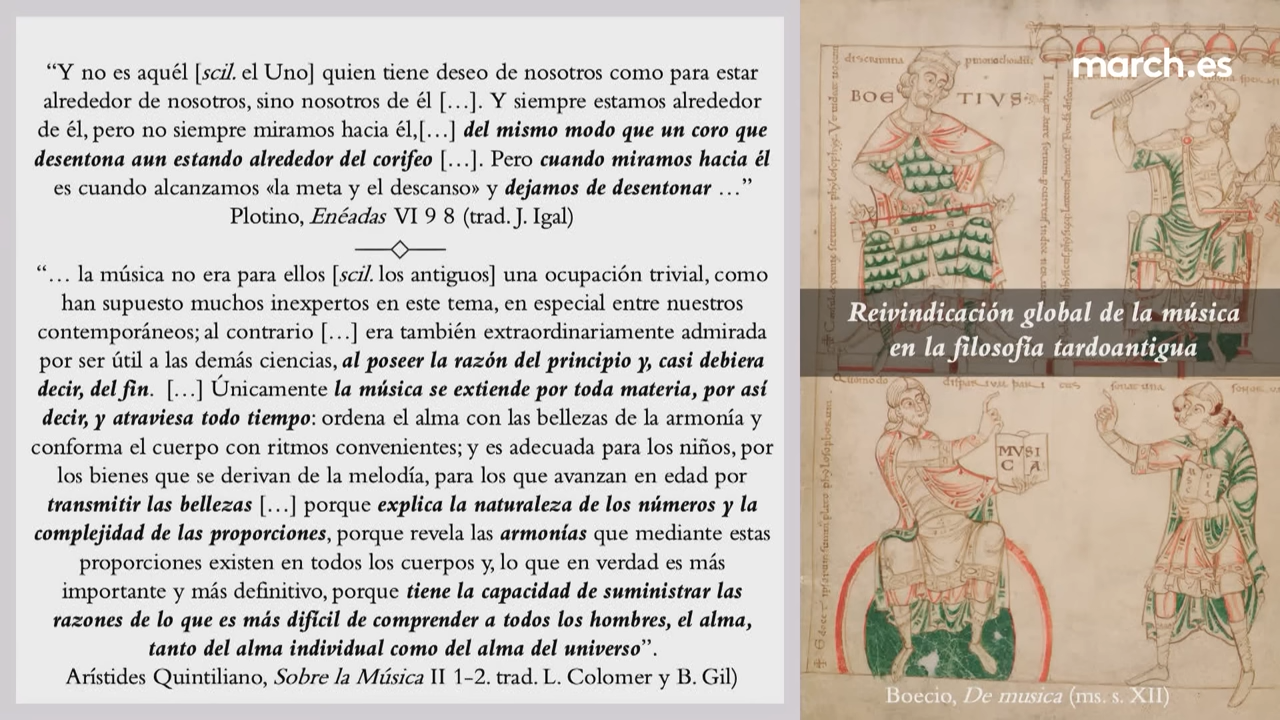 “Y no es aquél [scil. el Uno] quien tiene deseo de nosotros como para estar
alrededor de nosotros, sino nosotros de él […]. Y siempre estamos alrededor
de él, pero no siempre miramos hacia él,[…] del mismo modo que un coro que
desentona aun estando alrededor del corifeo […]. Pero cuando miramos hacia él
es cuando alcanzamos «la meta y el descanso» y dejamos de desentonar …”
Plotino, Enéadas VI 9 8 (trad. J. Igal)
“… la música no era para ellos [scil. los antiguos] una ocupación trivial, como
han supuesto muchos inexpertos en este tema, en especial entre nuestros
contemporáneos; al contrario […] era también extraordinariamente admirada
por ser útil a las demás ciencias, al poseer la razón del principio y, casi debiera
decir, del fin. […] Únicamente la música se extiende por toda materia, por así
decir, y atraviesa todo tiempo: ordena el alma con las bellezas de la armonía y
conforma el cuerpo con ritmos convenientes; y es adecuada para los niños, por
los bienes que se derivan de la melodía, para los que avanzan en edad por
transmitir las bellezas […] porque explica la naturaleza de los números y la
complejidad de las proporciones, porque revela las armonías que mediante estas
proporciones existen en todos los cuerpos y, lo que en verdad es más
importante y más definitivo, porque tiene la capacidad de suministrar las
razones de lo que es más difícil de comprender a todos los hombres, el alma,
tanto del alma individual como del alma del universo”.
Arístides Quintiliano, Sobre la Música II 1-2. trad. L. Colomer y B. Gil)
march.es
BOE TIVS
Reivindicación global de la música
en la filosofía tardoantigua
MVSI
CA
Boecio, De musica (ms. s. XII)